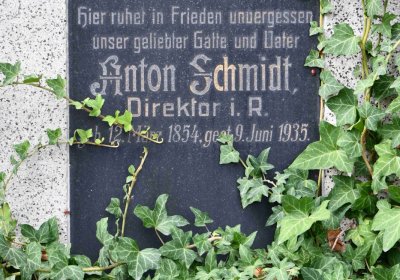 Hier ruhet in Frieden unvergessen
unser geliebter Gatte und Vater
Anton Schmidt,
Direktor i. R.
geb. 12. 1854. gest. 9. Juni 1935.